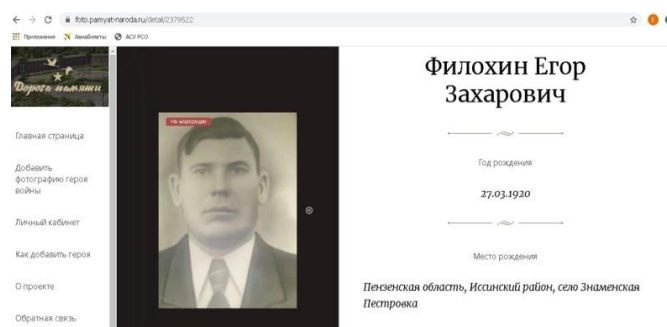 foto.pamyat-naroda.ru/detail/2379522
Приложения Авиабилеты АСУ РСО
Дорога памяти
Главная страница
Добавить
фотографию героя
войны
Личный кабинет
Как добавить героя
О проекте
Обратная связь
На модерации
Филохин Егор
Захарович
Год рождения
27.03.1920
Место рождения
Пензенская область, Иссинский район, село Знаменская
Пестровка